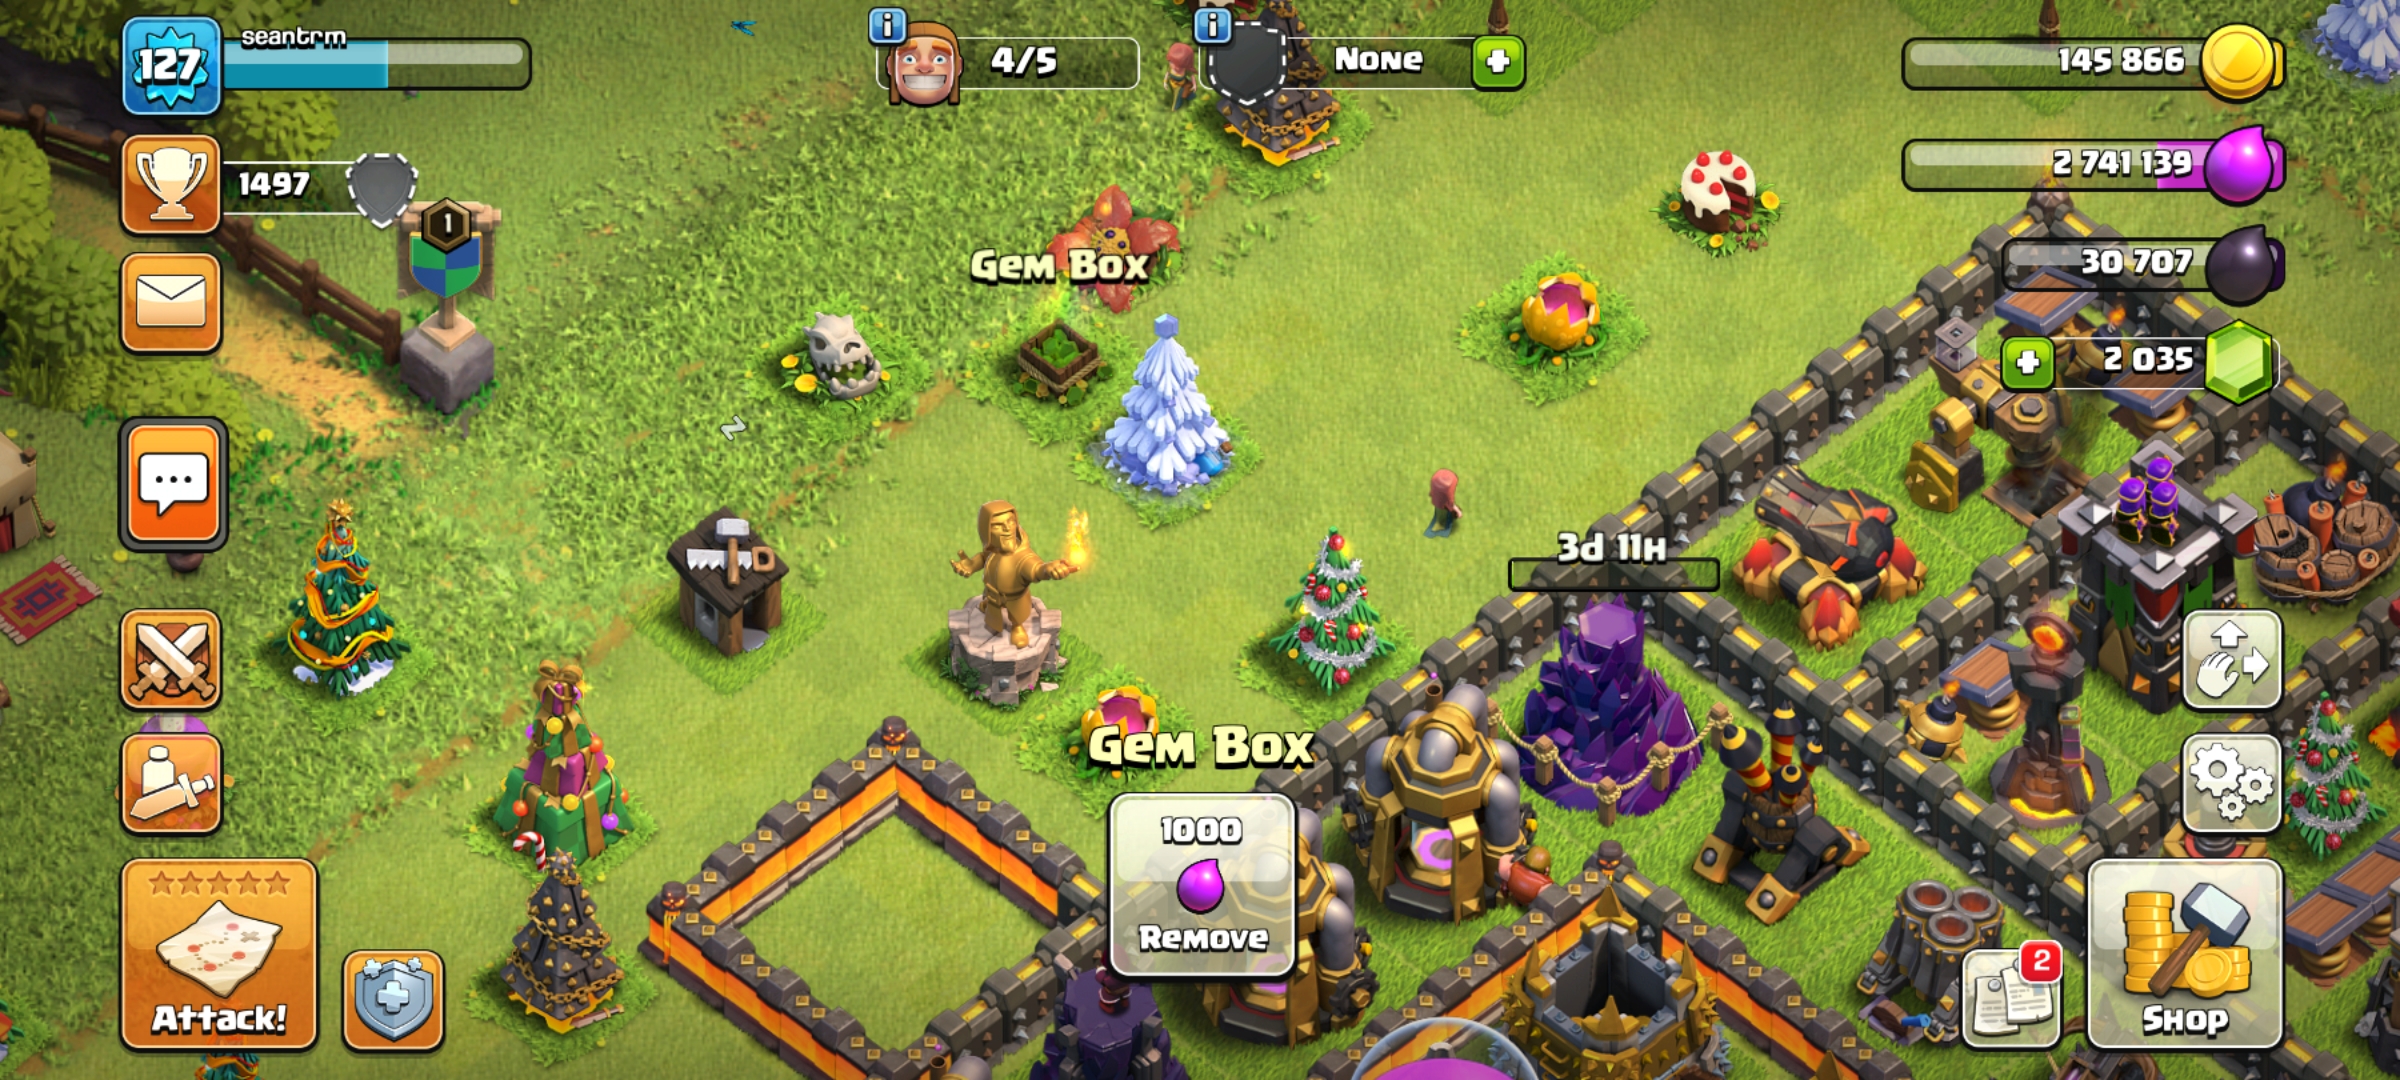 127
seantrm
i
4/5
i
None
145 866
1497
2 741 139
1
Gem Box
30 707
2 035
Z
3d 11h
Gem Box
1000
Remove
Attack!
2
Shop